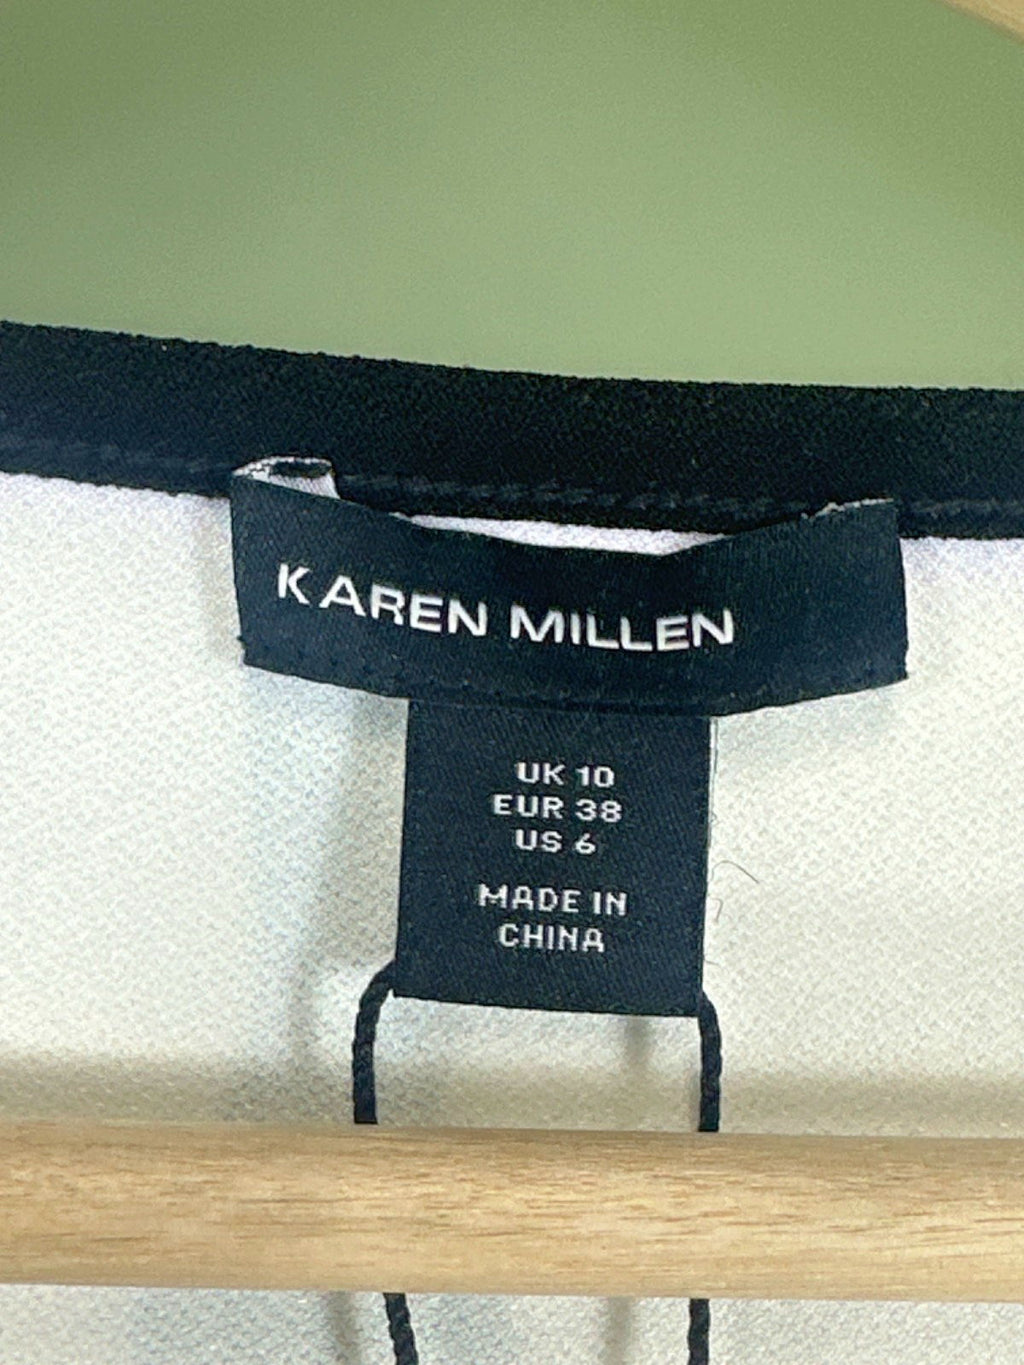 KAREN MILLEN
UK 10
EUR 38
US 6
MADE IN
CHINA